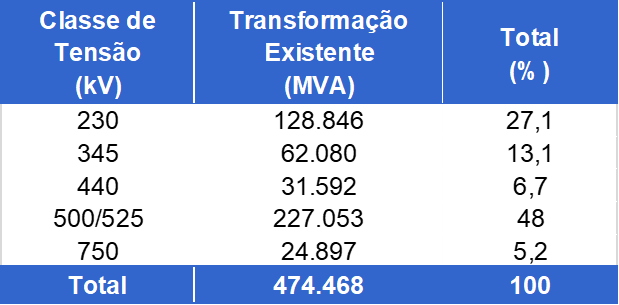 Classe de Tensão (kV) Transformação Existente (MVA) Total (% )
230 128.846 27,1
345 62.080 13,1
440 31.592 6,7
500/525 227.053 48
750 24.897 5,2
Total 474.468 100